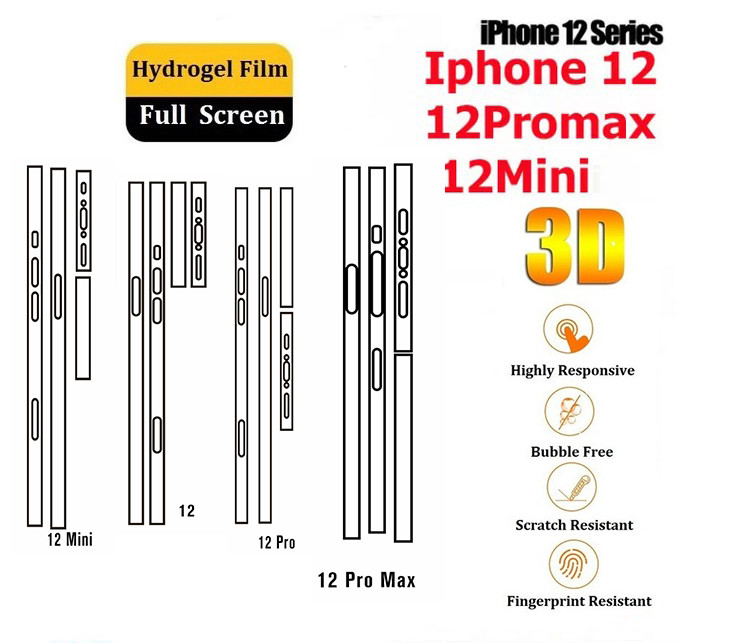 Hydrogel Film
Full Screen
iPhone 12 Series
Iphone 12
12Promax
12Mini
3D
Highly Responsive
Bubble Free
Scratch Resistant
Fingerprint Resistant
12 Mini
12
12 Pro
12 Pro Max